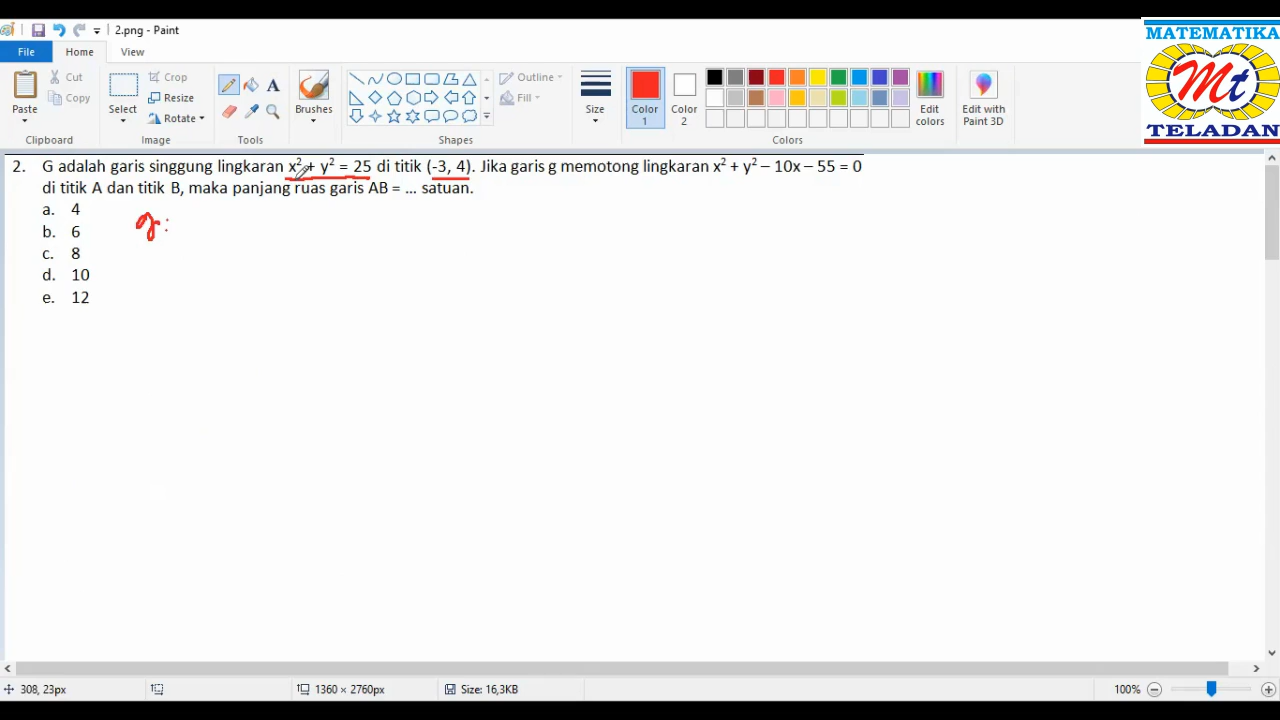 2.png - Paint
MATEMATIKA
Mt
TELADAN
File Home View
Paste
Cut
Copy
Clipboard
Select
Crop
Resize
Rotate
Image
A
Tools
Brushes
Outline
Fill
Shapes
Size
Color 1
Color 2
Colors
Edit colors
Edit with Paint 3D
2. G adalah garis singgung lingkaran x² + y² = 25 di titik (-3, 4). Jika garis g memotong lingkaran x² + y² – 10x – 55 = 0
di titik A dan titik B, maka panjang ruas garis AB = ... satuan.
a. 4
b. 6
c. 8
d. 10
e. 12
g :
308, 23px
1360 × 2760px
Size: 16,3KB
100%